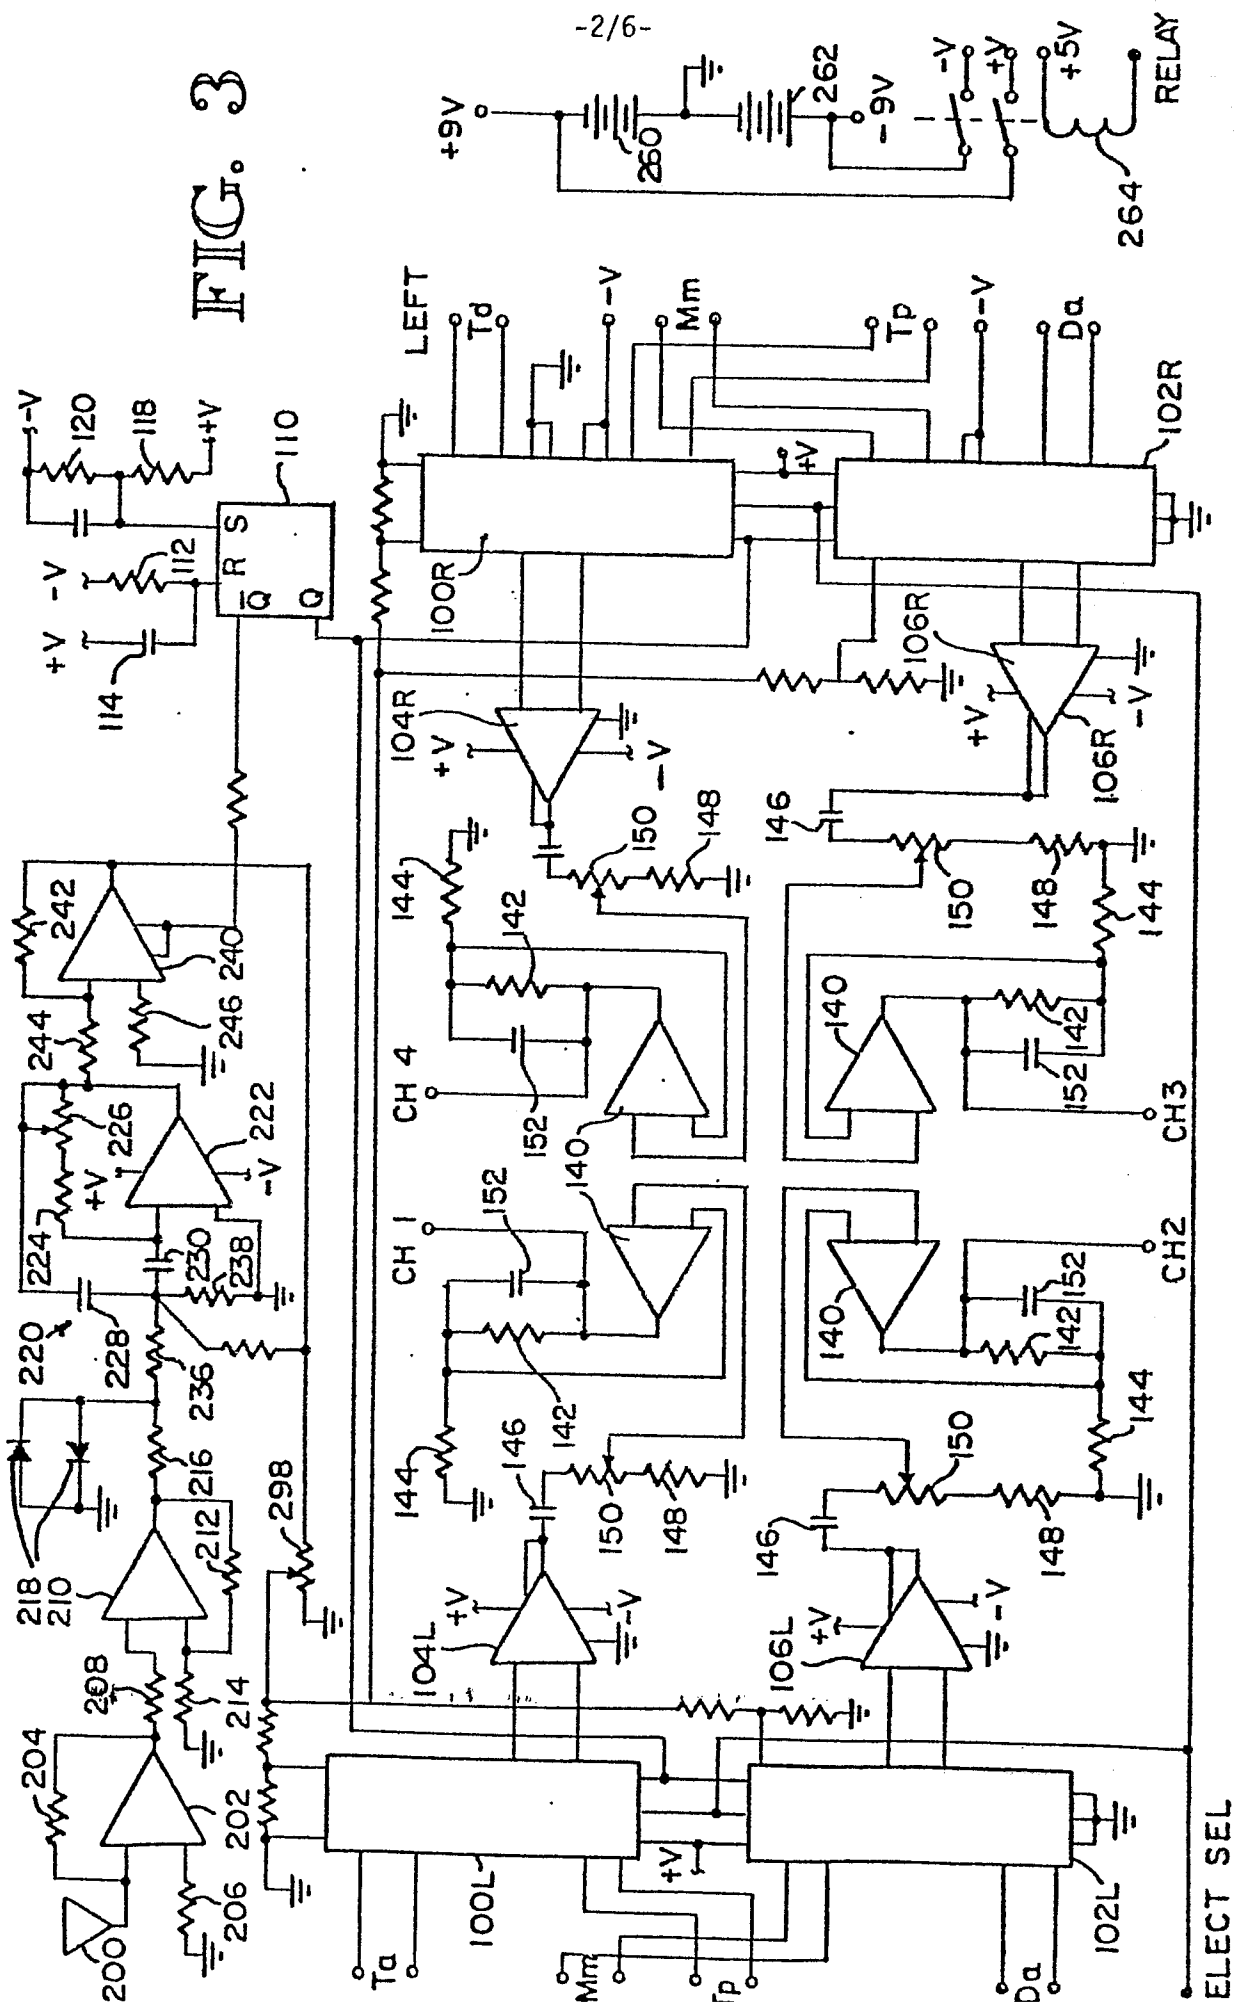 -2/6-
FIG. 3
+9V
260
262
-9V
-V
+V
+5V
RELAY
264
-V
120
118
+V
110
S
R
Q̅
Q
112
-V
+V
114
LEFT
Td
-V
Mm
Tp
-V
Da
102R
100R
+V
106R
104R
+V
-V
+V
-V
106R
146
150
148
144
150
148
144
142
152
CH 4
140
140
142
152
CH3
242
240
246
244
226
222
+V
-V
224
230
238
220
228
236
216
218
210
212
298
208
214
204
202
206
200
CH 1
152
140
142
144
146
150
148
140
152
142
CH2
144
150
148
146
104L
+V
-V
106L
+V
-V
100L
+V
102L
Ta
Mm
Tp
Da
ELECT SEL